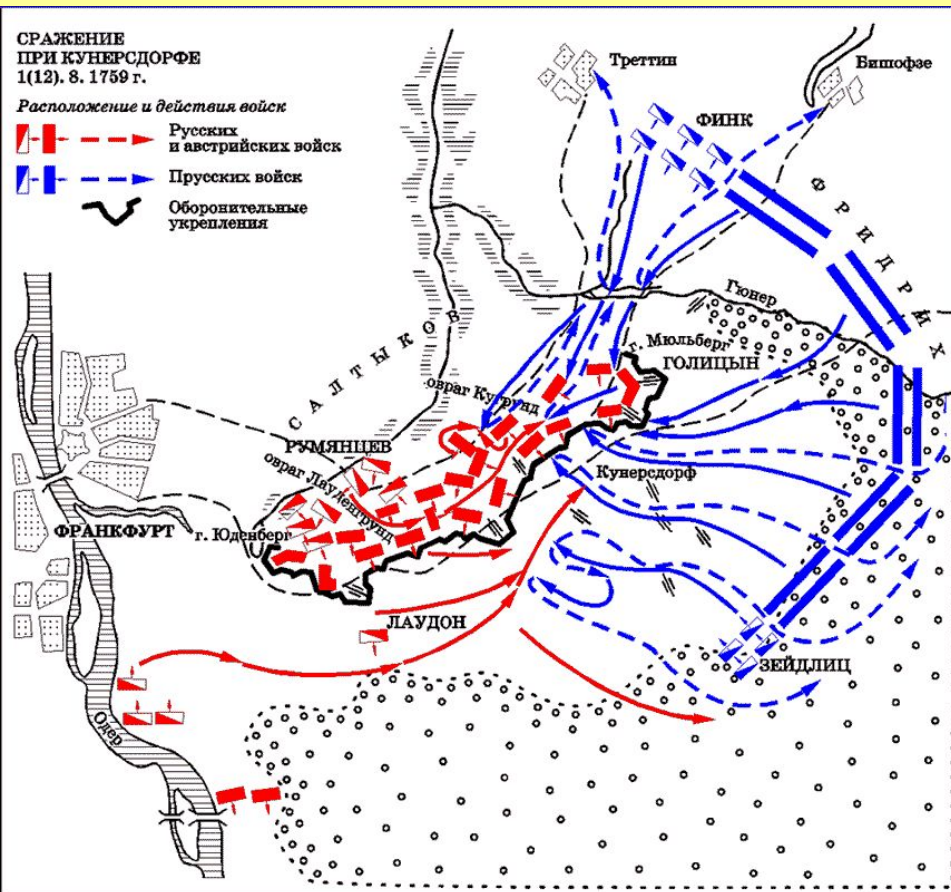 СРАЖЕНИЕ
ПРИ КУНЕРСДОРФЕ
1(12). 8. 1759 г.
Расположение и действия войск
Русских
и австрийских войск
Прусских войск
Оборонительные
укрепления
Треттин
Бишофзе
ФИНК
ФРИДРИХ
Гюнер
г. Мюльберг
ГОЛИЦЫН
САЛТЫКОВ
овраг Кугрунд
РУМЯНЦЕВ
овраг Лауденгрунд
Кунерсдорф
ФРАНКФУРТ
г. Юденберг
ЛАУДОН
ЗЕЙДЛИЦ
Одер